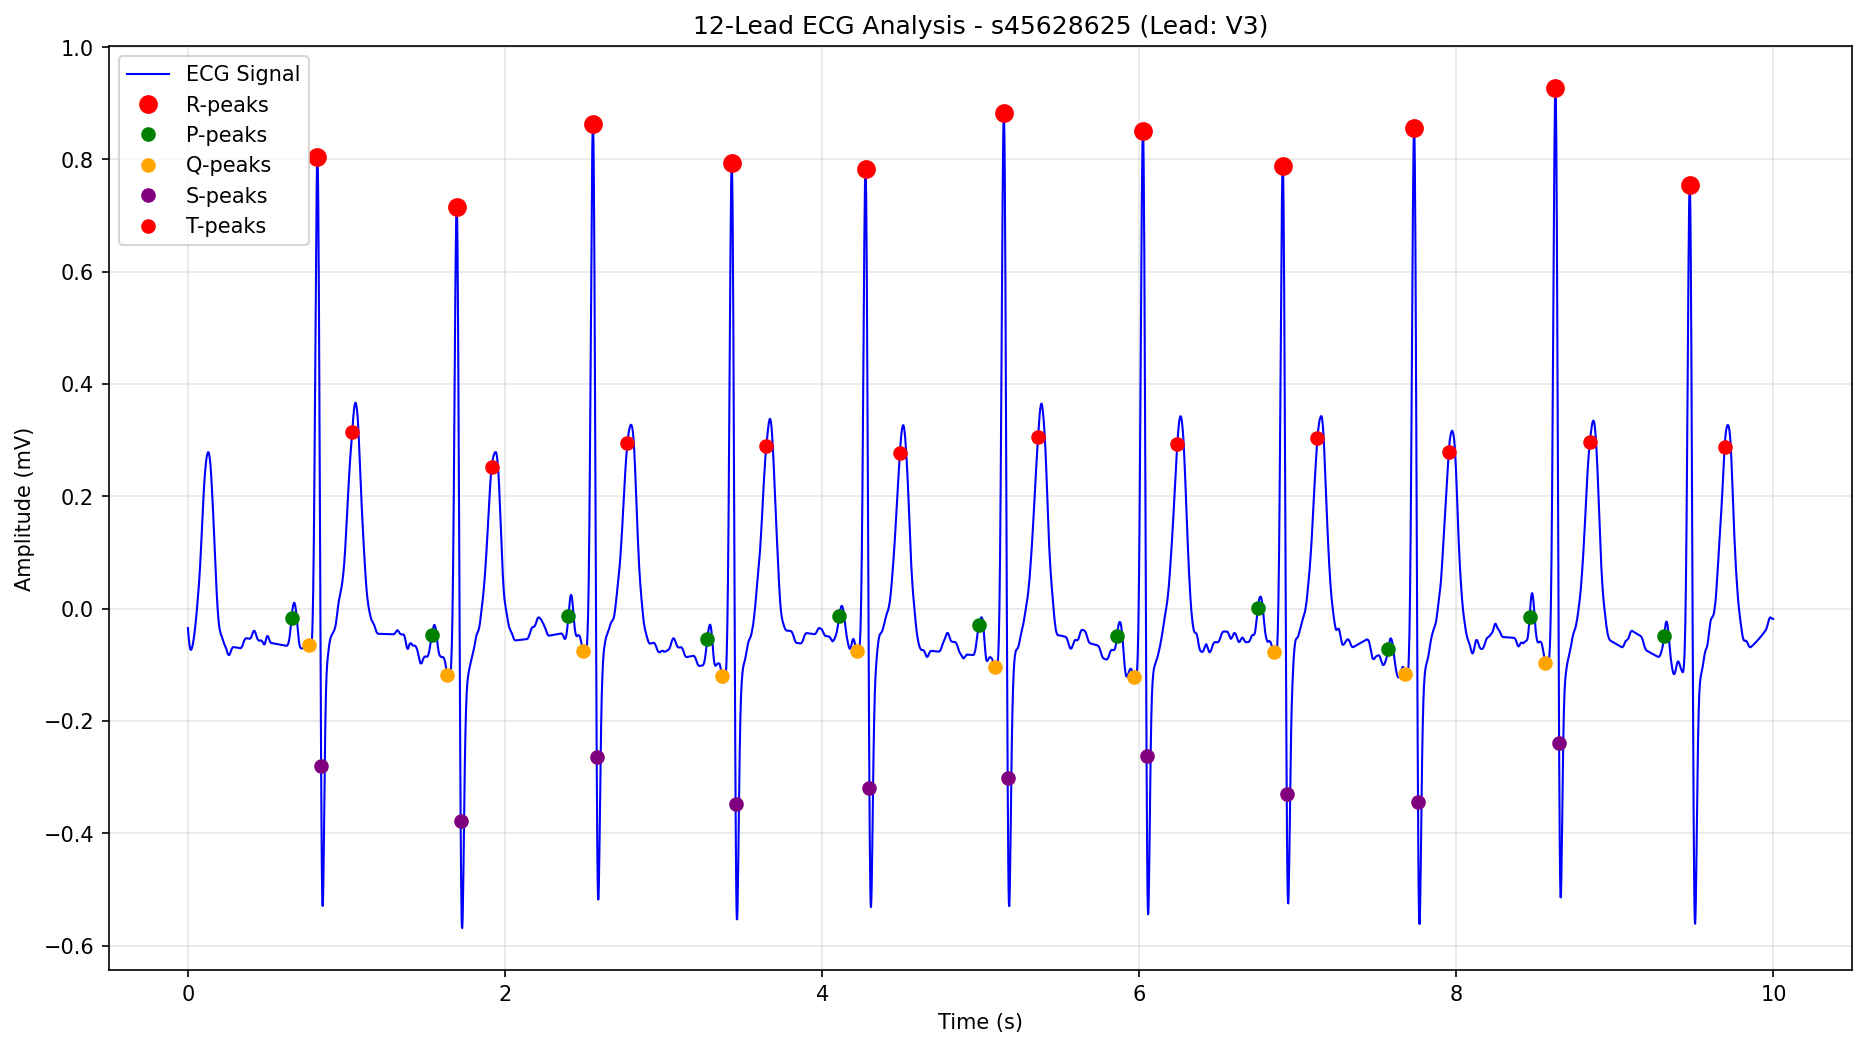 12-Lead ECG Analysis - s45628625 (Lead: V3)
ECG Signal
R-peaks
P-peaks
Q-peaks
S-peaks
T-peaks
1.0
0.8
0.6
0.4
0.2
0.0
−0.2
−0.4
−0.6
Amplitude (mV)
0 2 4 6 8 10
Time (s)